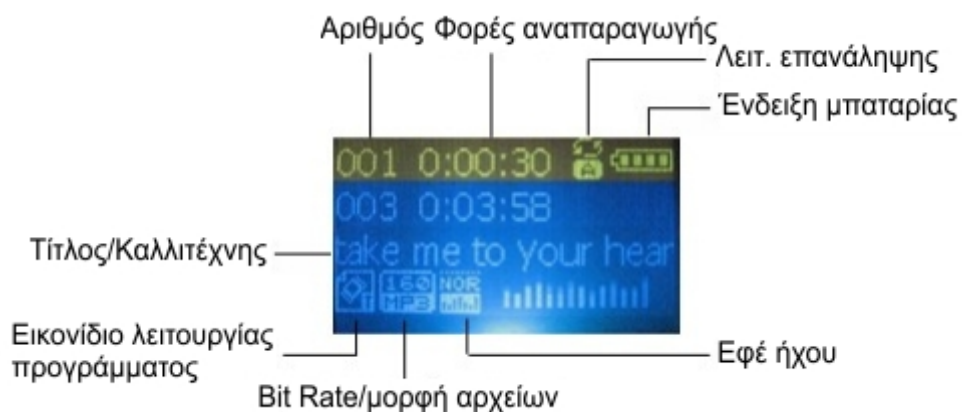 Αριθμός Φορές αναπαραγωγής
Λειτ. επανάληψης
Ένδειξη μπαταρίας
001 0:00:30
003 0:03:58
Τίτλος/Καλλιτέχνης
take me to your hear
160 NOR
MP3
Εικονίδιο λειτουργίας
προγράμματος
Εφέ ήχου
Bit Rate/μορφή αρχείων